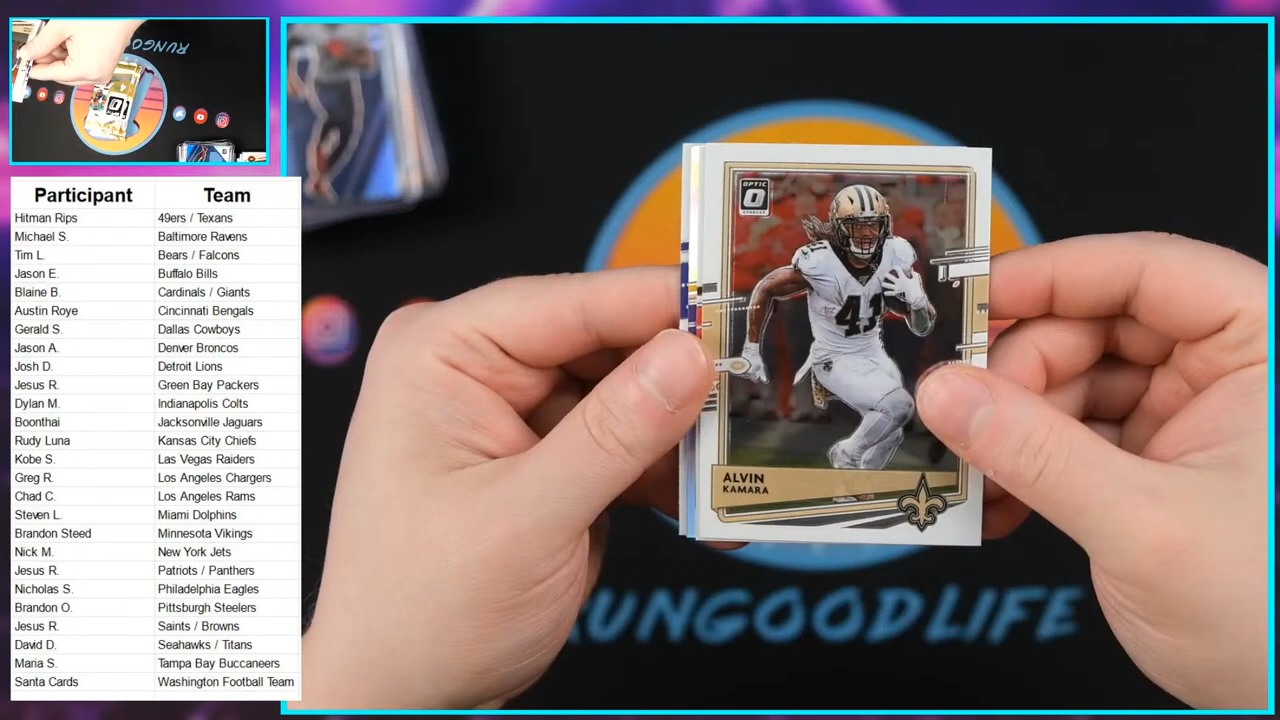 RUNGOODLIFE
Participant Team
Hitman Rips 49ers / Texans
Michael S. Baltimore Ravens
Tim L. Bears / Falcons
Jason E. Buffalo Bills
Blaine B. Cardinals / Giants
Austin Roye Cincinnati Bengals
Gerald S. Dallas Cowboys
Jason A. Denver Broncos
Josh D. Detroit Lions
Jesus R. Green Bay Packers
Dylan M. Indianapolis Colts
Boonthai Jacksonville Jaguars
Rudy Luna Kansas City Chiefs
Kobe S. Las Vegas Raiders
Greg R. Los Angeles Chargers
Chad C. Los Angeles Rams
Steven L. Miami Dolphins
Brandon Steed Minnesota Vikings
Nick M. New York Jets
Jesus R. Patriots / Panthers
Nicholas S. Philadelphia Eagles
Brandon O. Pittsburgh Steelers
Jesus R. Saints / Browns
David D. Seahawks / Titans
Maria S. Tampa Bay Buccaneers
Santa Cards Washington Football Team
OPTIC
41
41
ALVIN
KAMARA
RUNGOODLIFE